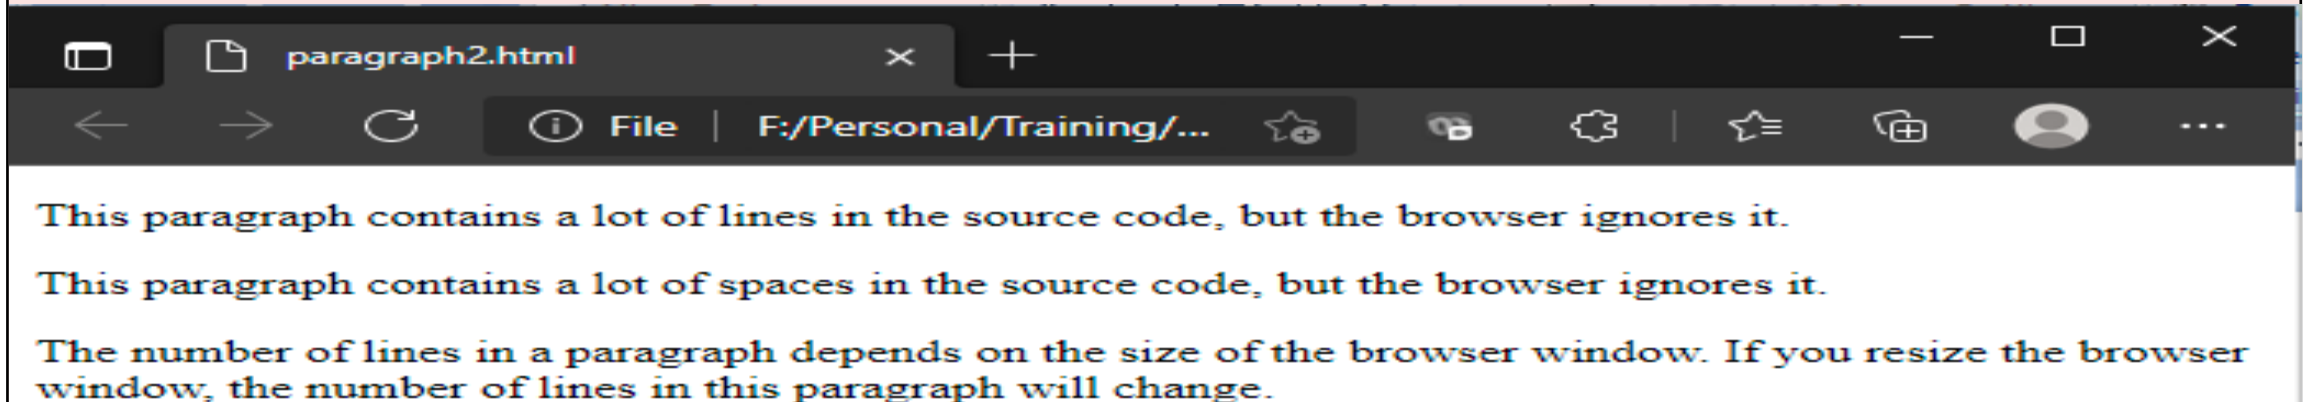 paragraph2.html
File | F:/Personal/Training/...
This paragraph contains a lot of lines in the source code, but the browser ignores it.
This paragraph contains a lot of spaces in the source code, but the browser ignores it.
The number of lines in a paragraph depends on the size of the browser window. If you resize the browser
window, the number of lines in this paragraph will change.